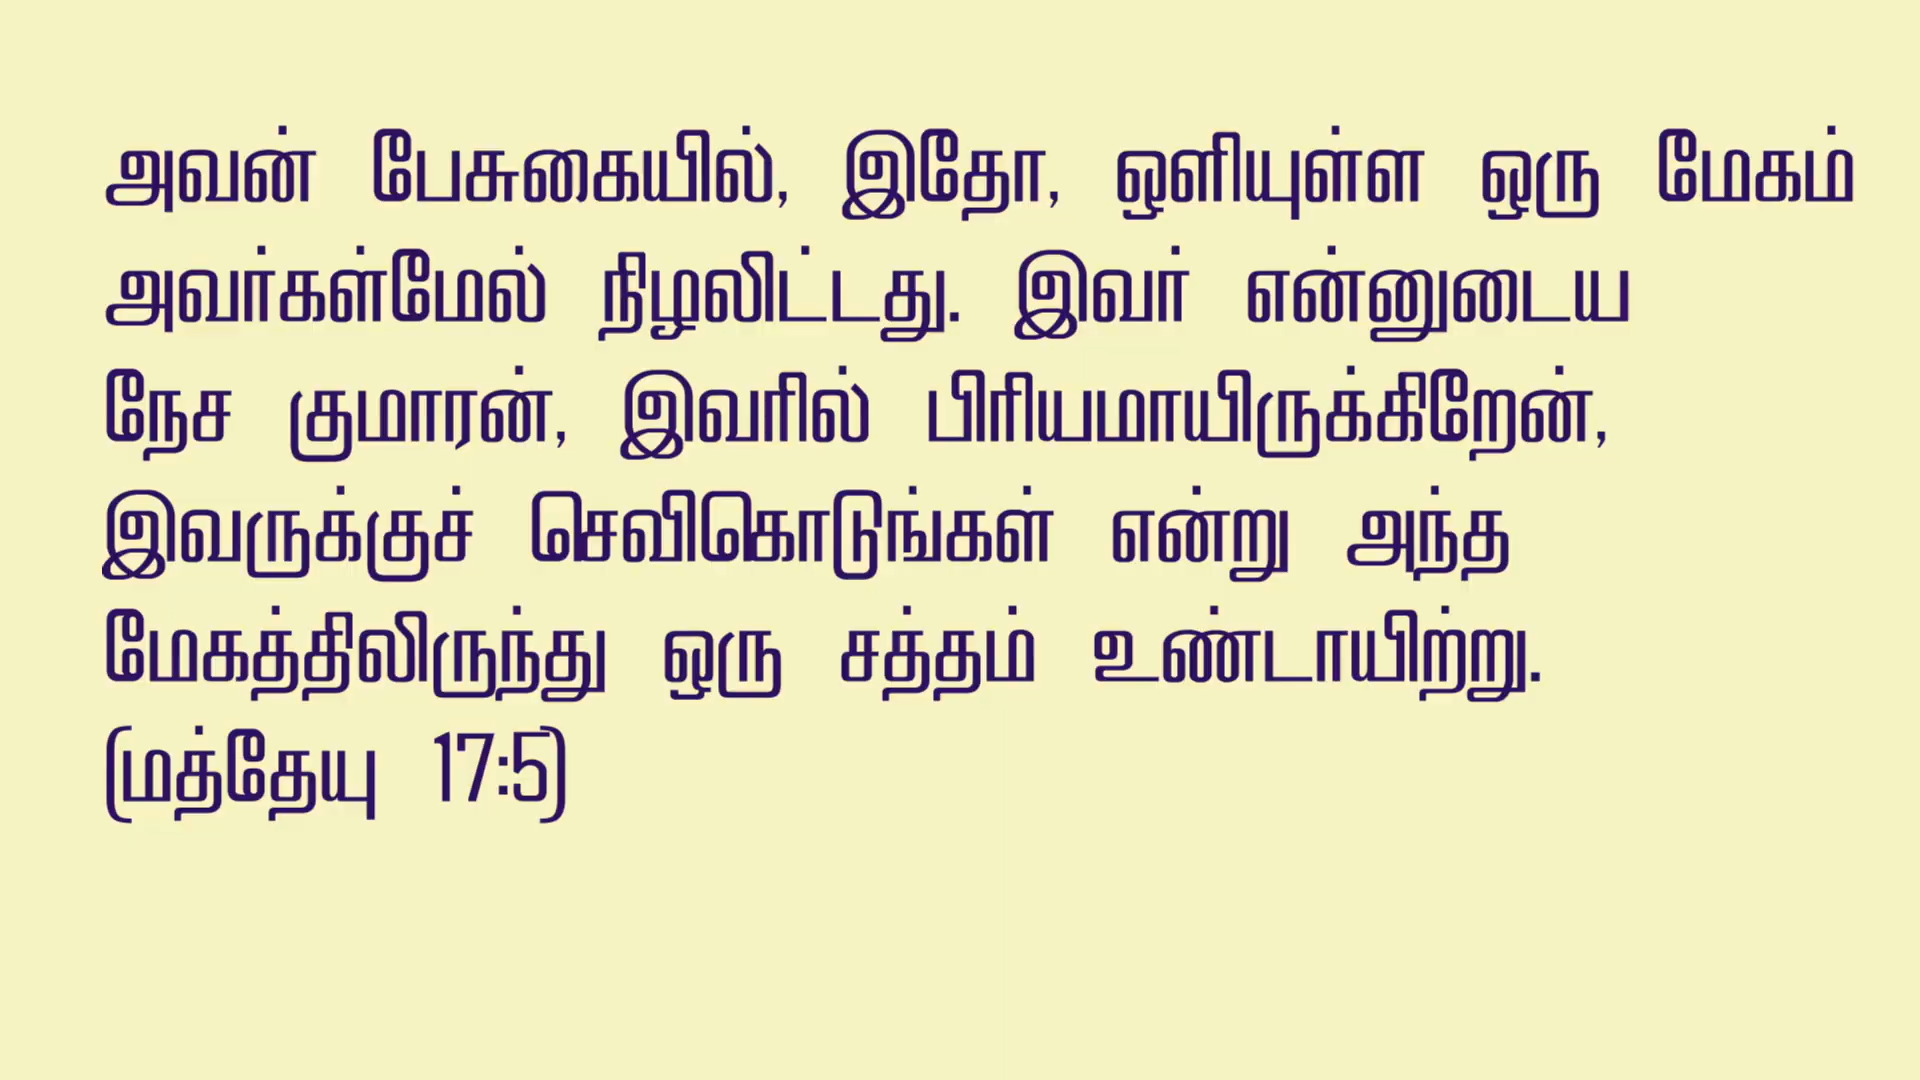 அவன் பேசுகையில், இதோ, ஒளியுள்ள ஒரு மேகம்
அவர்கள்மேல் நிழலிட்டது. இவர் என்னுடைய
நேச குமாரன், இவரில் பிரியமாயிருக்கிறேன்,
இவருக்குச் செவிகொடுங்கள் என்று அந்த
மேகத்திலிருந்து ஒரு சத்தம் உண்டாயிற்று.
(மத்தேயு 17:5)